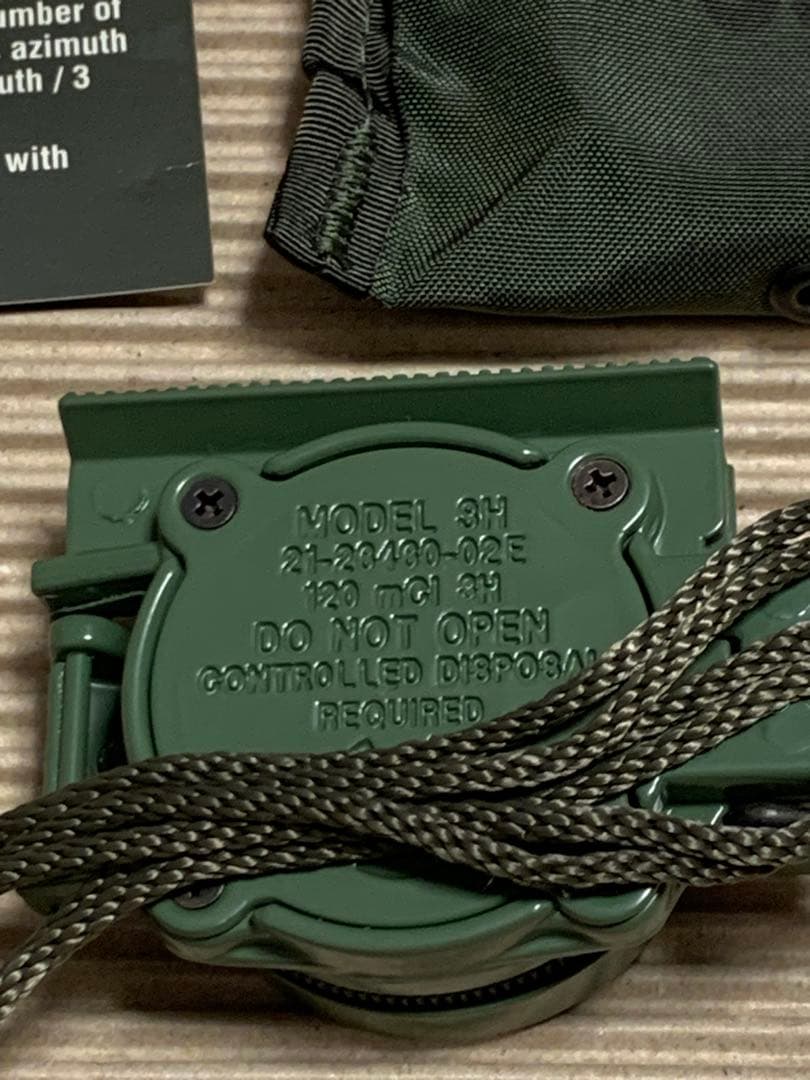 umber of
azimuth
uth / 3
with
MODEL 3H
21-26460-02E
120 mCi 3H
DO NOT OPEN
CONTROLLED DISPOSAL
REQUIRED